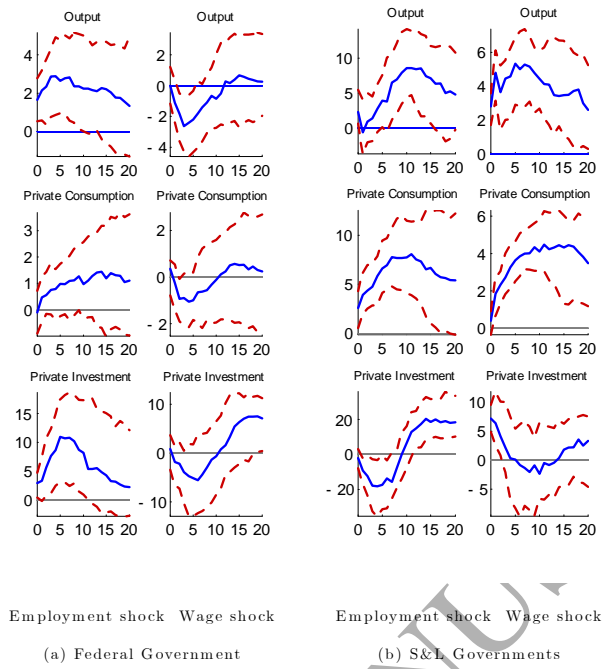 Output
4
2
0
0 5 10 15 20
Output
2
0
- 2
- 4
0 5 10 15 20
Output
10
5
0
0 5 10 15 20
Output
6
4
2
0
0 5 10 15 20
Private Consumption
3
2
1
0
0 5 10 15 20
Private Consumption
2
0
- 2
0 5 10 15 20
Private Consumption
10
5
0
0 5 10 15 20
Private Consumption
6
4
2
0
0 5 10 15 20
Private Investment
15
10
5
0
0 5 10 15 20
Private Investment
10
0
- 10
0 5 10 15 20
Private Investment
20
0
- 20
0 5 10 15 20
Private Investment
10
5
0
- 5
0 5 10 15 20
Employment shock Wage shock
Employment shock Wage shock
(a) Federal Government
(b) S&L Governments